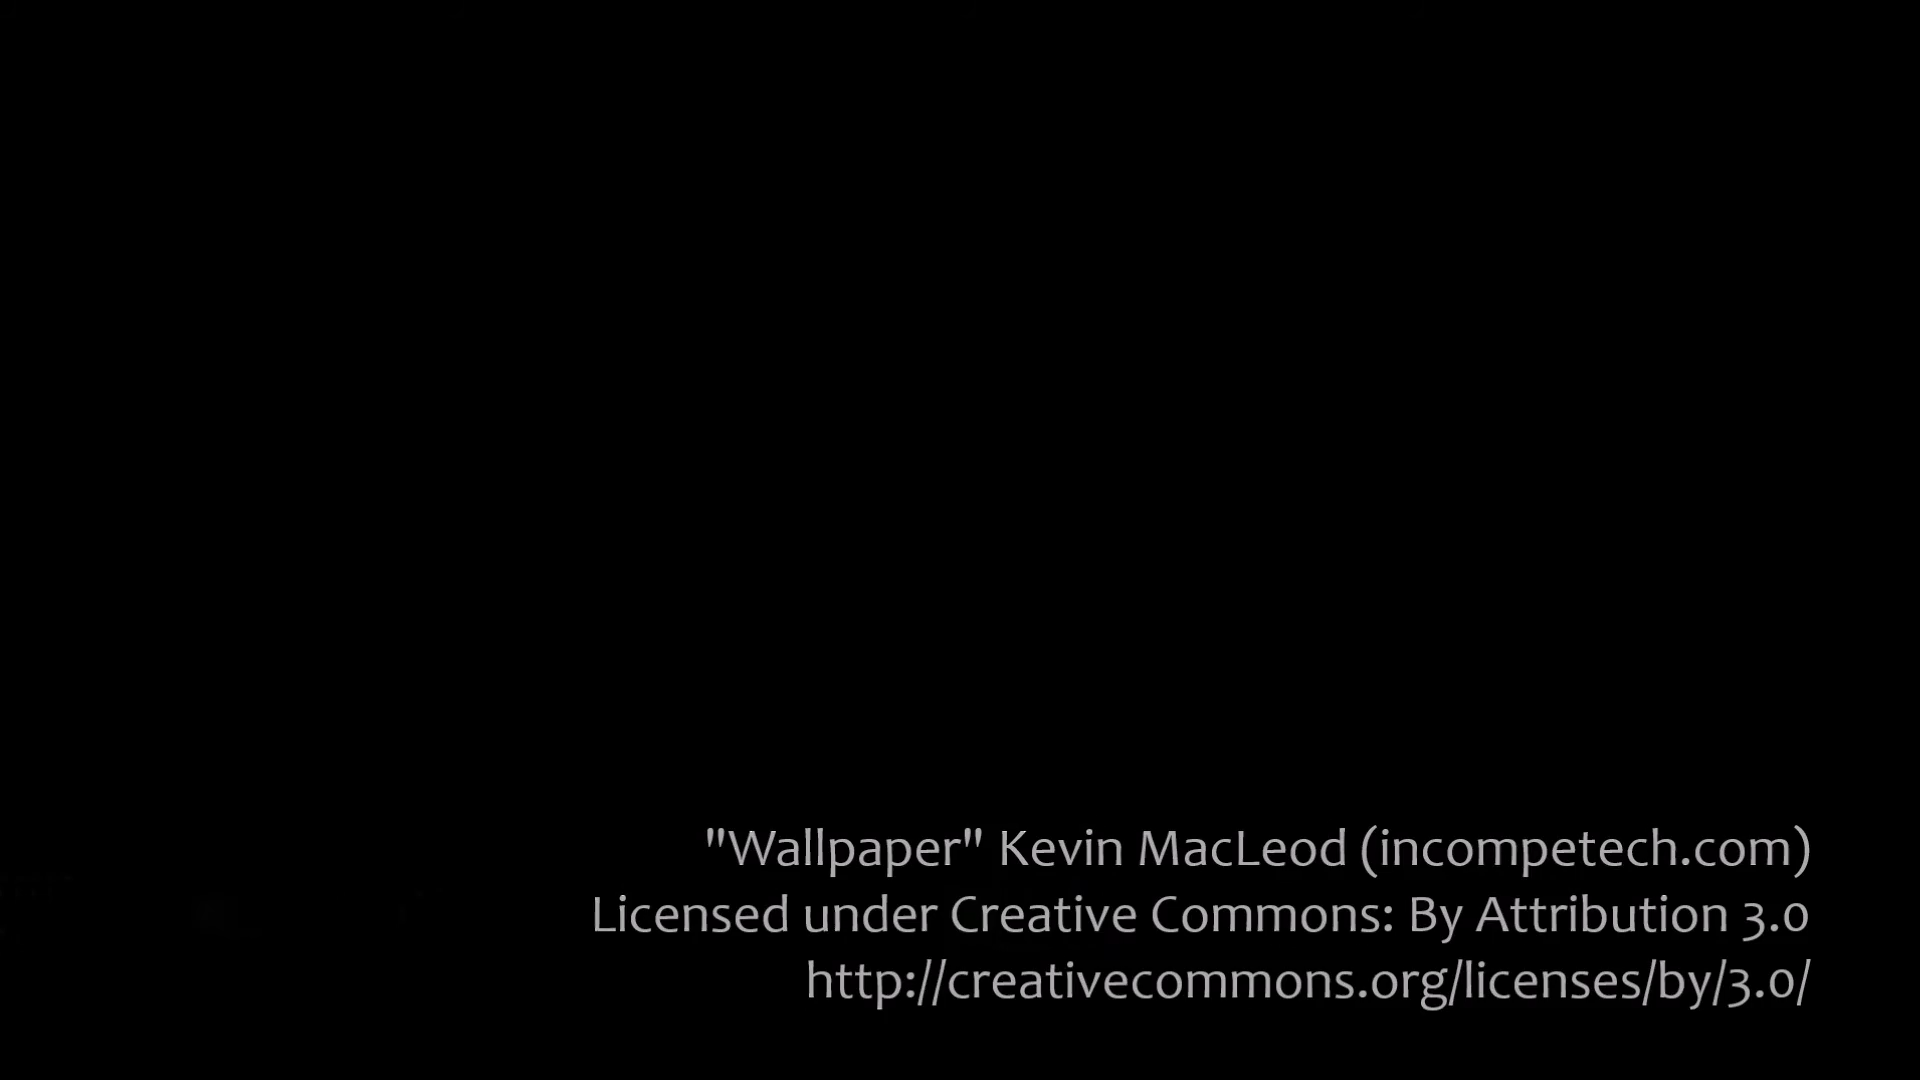 "Wallpaper" Kevin MacLeod (incompetech.com)
Licensed under Creative Commons: By Attribution 3.0
http://creativecommons.org/licenses/by/3.0/